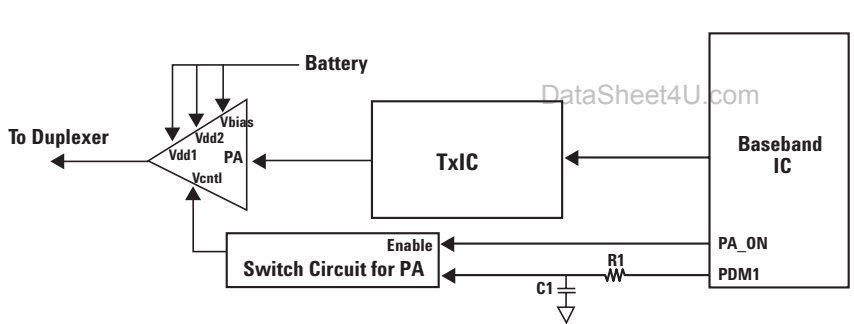 Battery
DataSheet4U.com
To Duplexer
Vbias
Vdd2
Vdd1
PA
Vcntl
TxIC
Baseband
IC
Enable
Switch Circuit for PA
PA_ON
R1
PDM1
C1